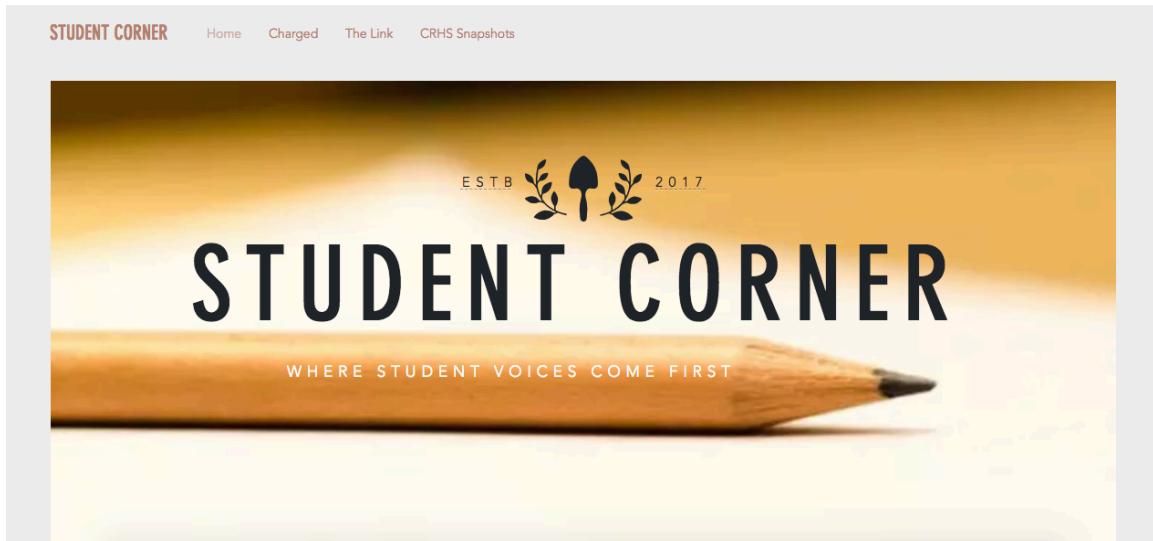 STUDENT CORNER Home Charged The Link CRHS Snapshots
ESTB 2017
STUDENT CORNER
WHERE STUDENT VOICES COME FIRST